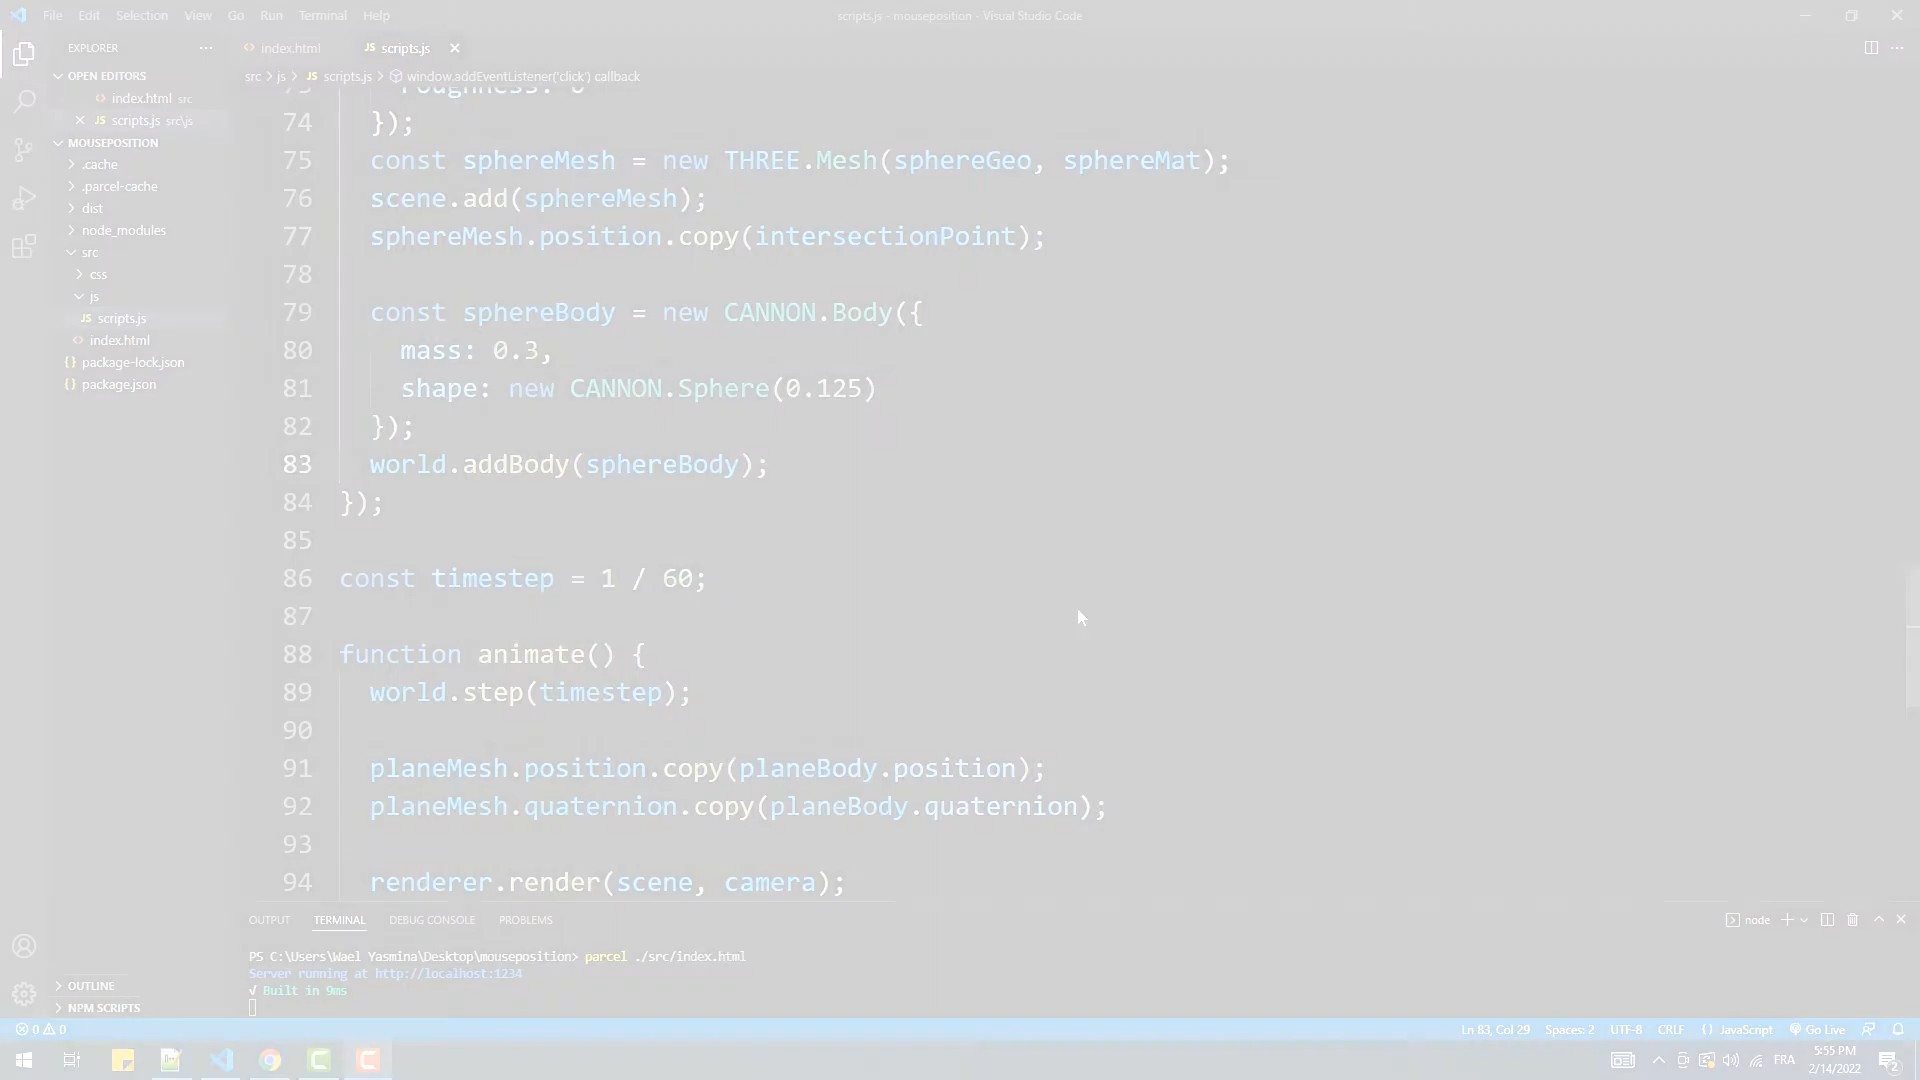 File Edit Selection View Go Run Terminal Help
scripts.js - mouseposition - Visual Studio Code
EXPLORER
OPEN EDITORS
index.html src
scripts.js src\js
MOUSEPOSITION
.cache
.parcel-cache
dist
node_modules
src
css
js
JS scripts.js
index.html
{} package-lock.json
{} package.json
OUTLINE
NPM SCRIPTS
index.html
JS scripts.js
src > js > JS scripts.js > window.addEventListener('click') callback
roughness: 0
74 });
75 const sphereMesh = new THREE.Mesh(sphereGeo, sphereMat);
76 scene.add(sphereMesh);
77 sphereMesh.position.copy(intersectionPoint);
78
79 const sphereBody = new CANNON.Body({
80 mass: 0.3,
81 shape: new CANNON.Sphere(0.125)
82 });
83 world.addBody(sphereBody);
84 });
85
86 const timestep = 1 / 60;
87
88 function animate() {
89 world.step(timestep);
90
91 planeMesh.position.copy(planeBody.position);
92 planeMesh.quaternion.copy(planeBody.quaternion);
93
94 renderer.render(scene, camera);
OUTPUT TERMINAL DEBUG CONSOLE PROBLEMS
node
PS C:\Users\Wael Yasmina\Desktop\mouseposition> parcel ./src/index.html
Server running at http://localhost:1234
√ Built in 9ms
0 0
Ln 83, Col 29 Spaces: 2 UTF-8 CRLF {} JavaScript Go Live
FRA
5:55 PM
2/14/2022
2